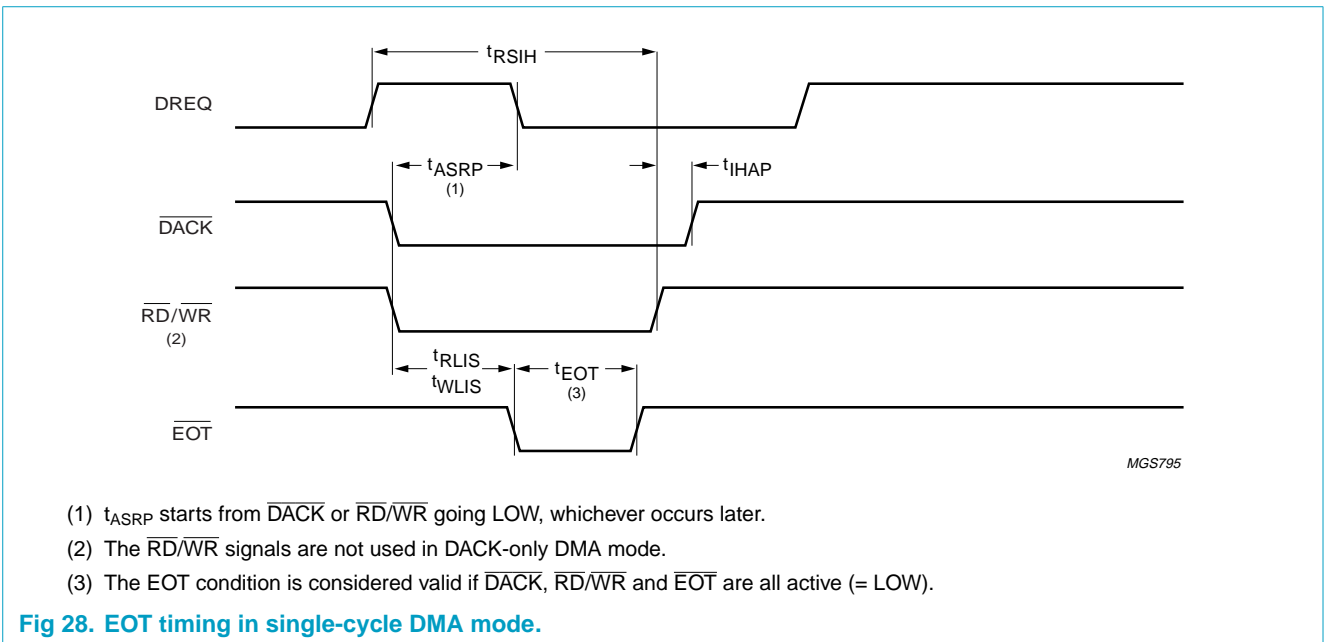 tRSIH
DREQ
tASRP
(1)
tIHAP
DACK
RD/WR
(2)
tRLIS
tWLIS
tEOT
(3)
EOT
MGS795
(1) tASRP starts from DACK or RD/WR going LOW, whichever occurs later.
(2) The RD/WR signals are not used in DACK-only DMA mode.
(3) The EOT condition is considered valid if DACK, RD/WR and EOT are all active (= LOW).
Fig 28. EOT timing in single-cycle DMA mode.